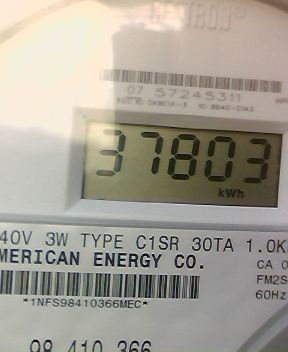 CENTRON®
07 57245311
37803
kWh
40V 3W TYPE C1SR 30TA 1.0K
MERICAN ENERGY CO.
CA 0
FM2S
60Hz
*1NFS98410366MEC*
98 410 366